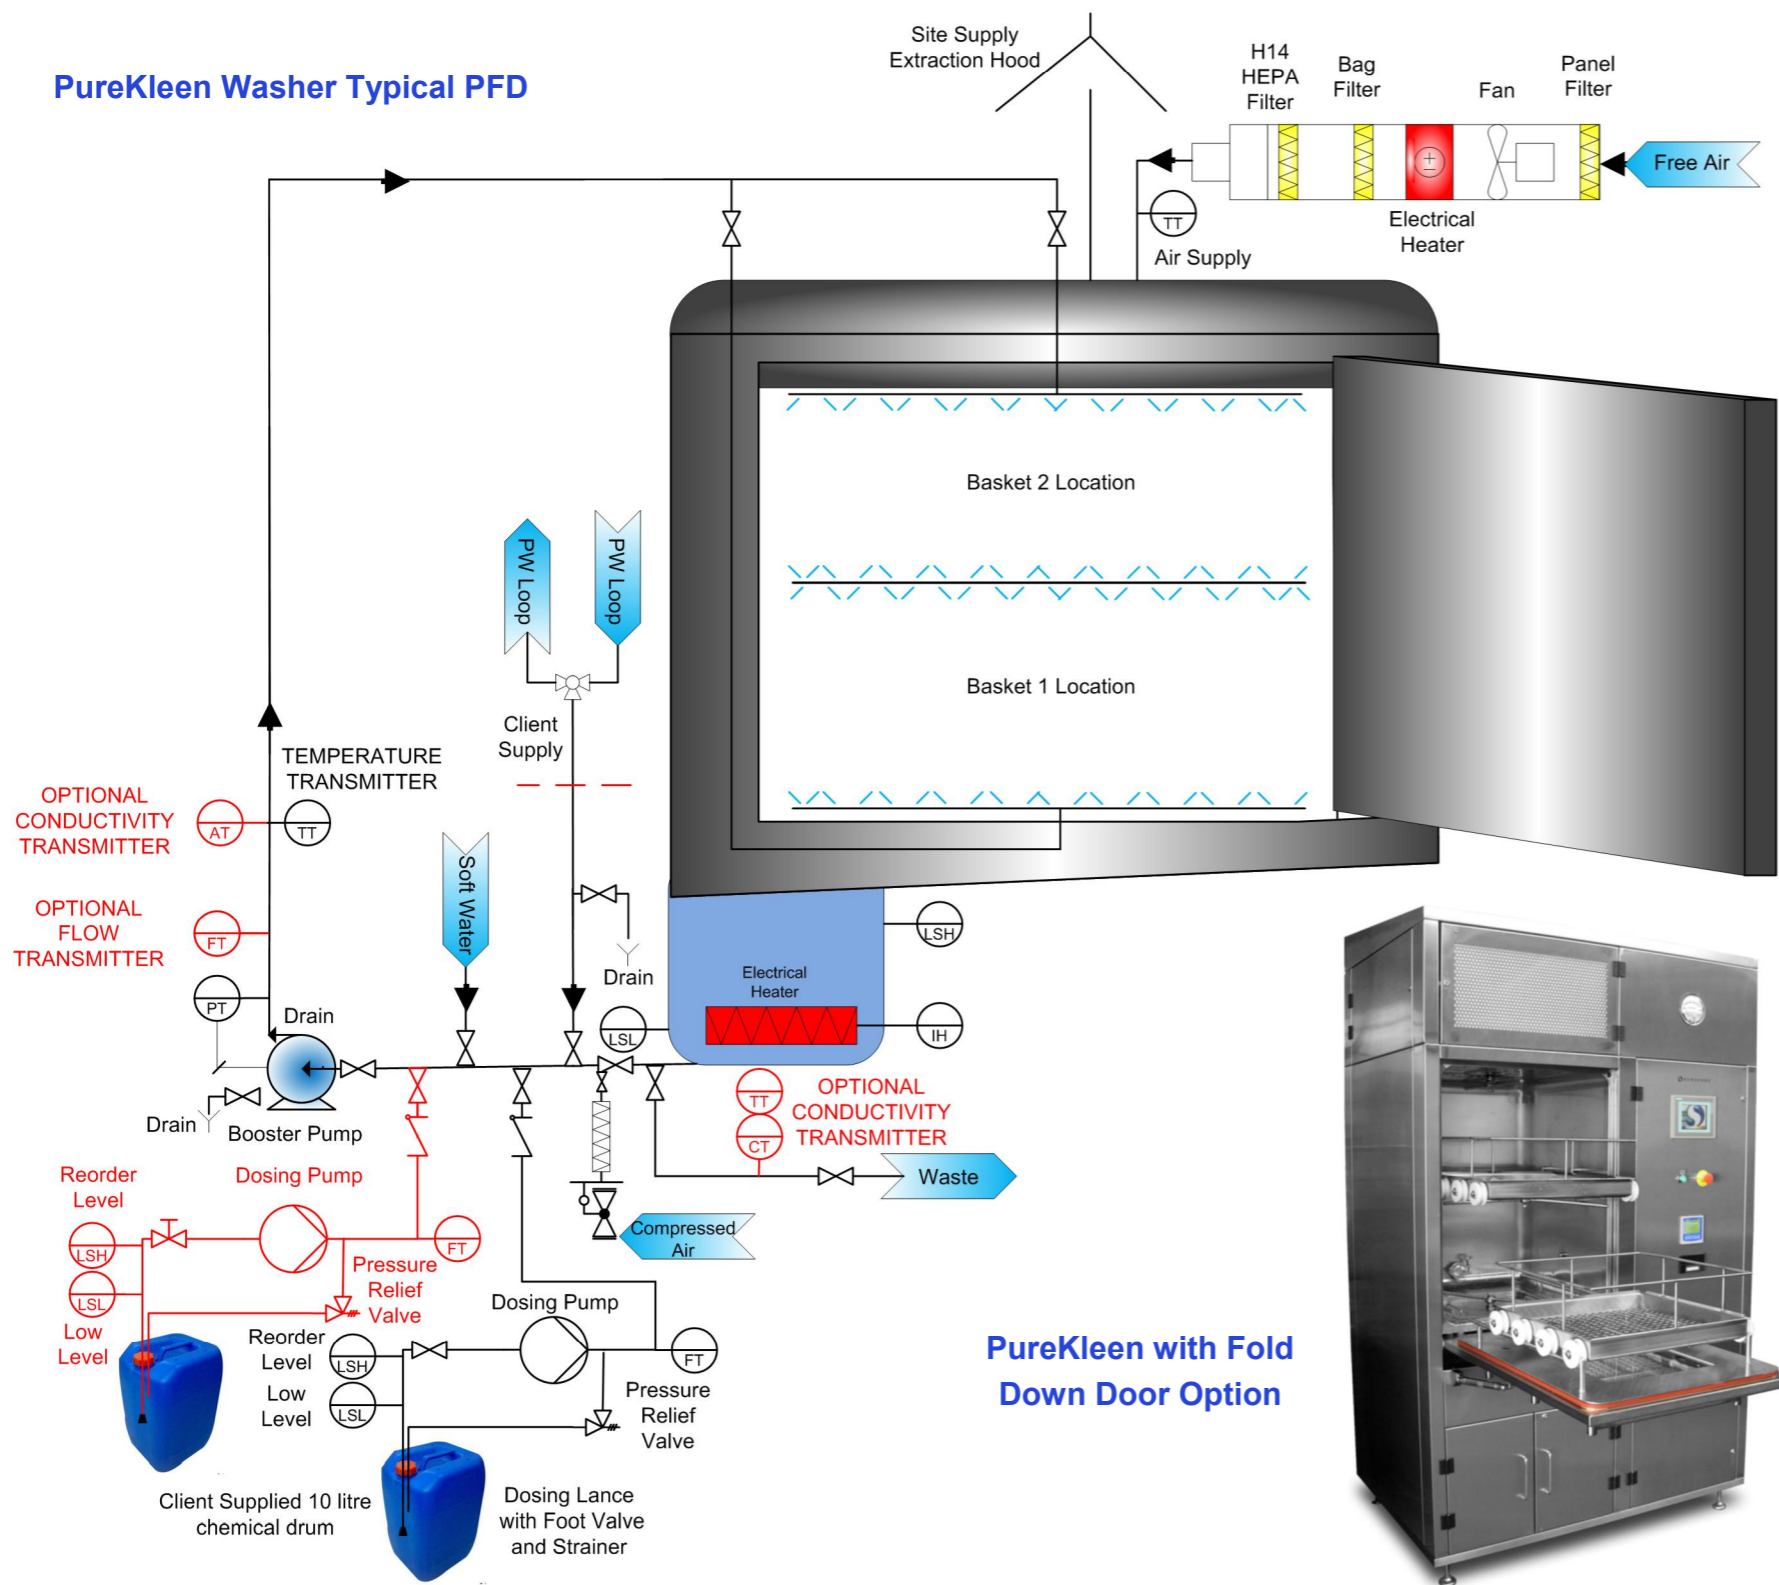 PureKleen Washer Typical PFD
Site Supply
Extraction Hood
H14
HEPA
Filter
Bag
Filter
Fan
Panel
Filter
Free Air
Electrical
Heater
TT
Air Supply
Basket 2 Location
Basket 1 Location
PW Loop
PW Loop
Client
Supply
TEMPERATURE
TRANSMITTER
OPTIONAL
CONDUCTIVITY
TRANSMITTER
AT
TT
OPTIONAL
FLOW
TRANSMITTER
FT
PT
Soft Water
Drain
Drain
Drain
Booster Pump
LSH
Electrical
Heater
LSL
IH
TT
CT
OPTIONAL
CONDUCTIVITY
TRANSMITTER
Waste
Compressed
Air
Reorder
Level
Dosing Pump
LSH
FT
LSL
Pressure
Relief
Valve
Low
Level
Dosing Pump
Reorder
Level
LSH
FT
Low
Level
LSL
Pressure
Relief
Valve
Client Supplied 10 litre
chemical drum
Dosing Lance
with Foot Valve
and Strainer
PureKleen with Fold
Down Door Option